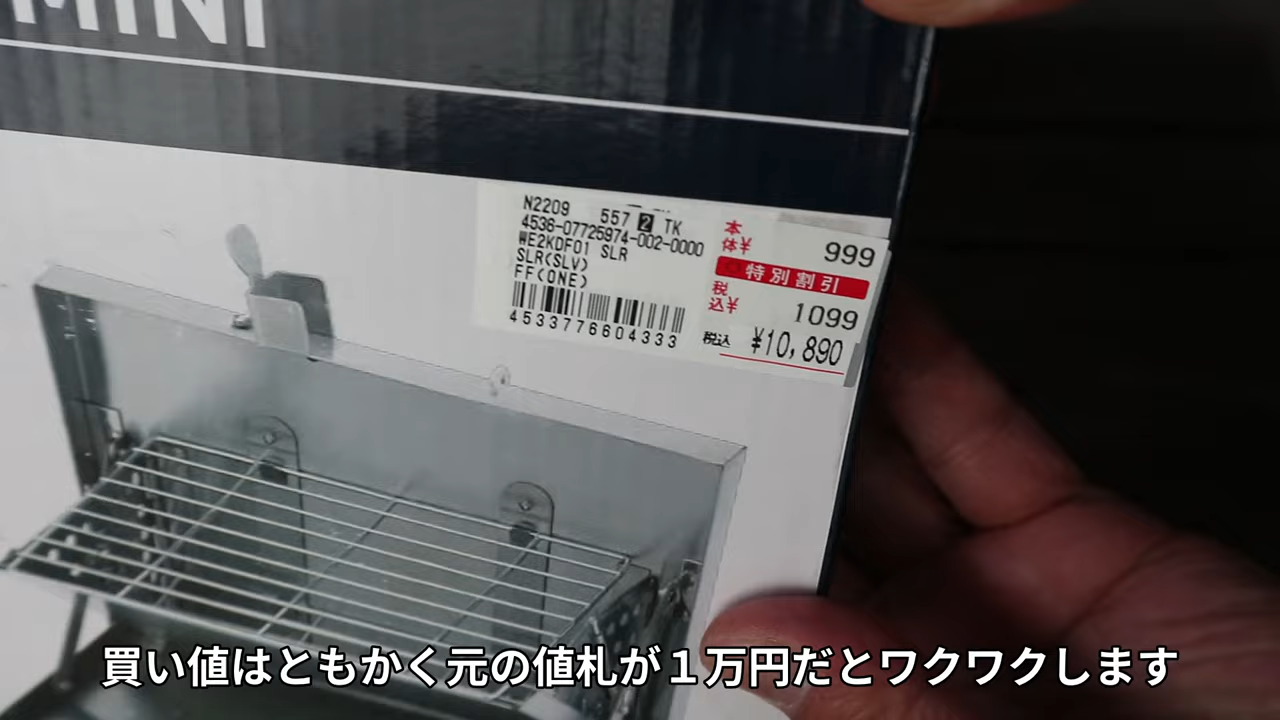 MINI
N2209 557 2 TK
4536-07725974-002-0000
WE2KDF01 SLR
SLR(SLV)
FF(ONE)
4533776604333
本体¥ 999
特別割引
税込¥ 1099
税込 ¥10,890
買い値はともかく元の値札が１万円だとワクワクします